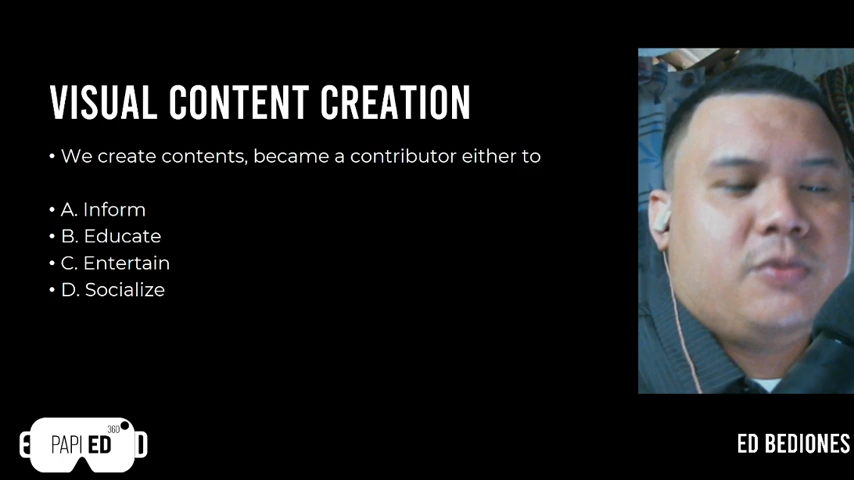 VISUAL CONTENT CREATION
• We create contents, became a contributor either to
• A. Inform
• B. Educate
• C. Entertain
• D. Socialize
PAPI ED 360
ED BEDIONES